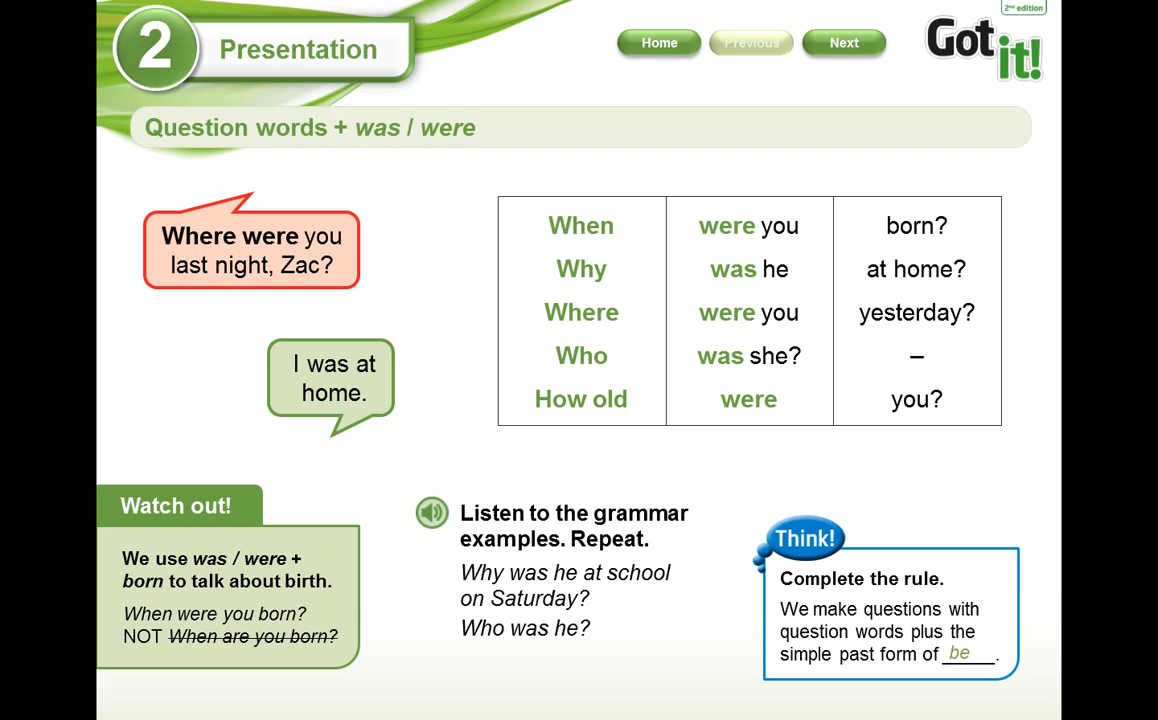 2
Presentation
Home
Previous
Next
2nd edition
Got
it!
Question words + was / were
Where were you
last night, Zac?
I was at
home.
When were you born?
Why was he at home?
Where were you yesterday?
Who was she? –
How old were you?
Watch out!
We use was / were +
born to talk about birth.
When were you born?
NOT When are you born?
Listen to the grammar
examples. Repeat.
Why was he at school
on Saturday?
Who was he?
Think!
Complete the rule.
We make questions with
question words plus the
simple past form of be.